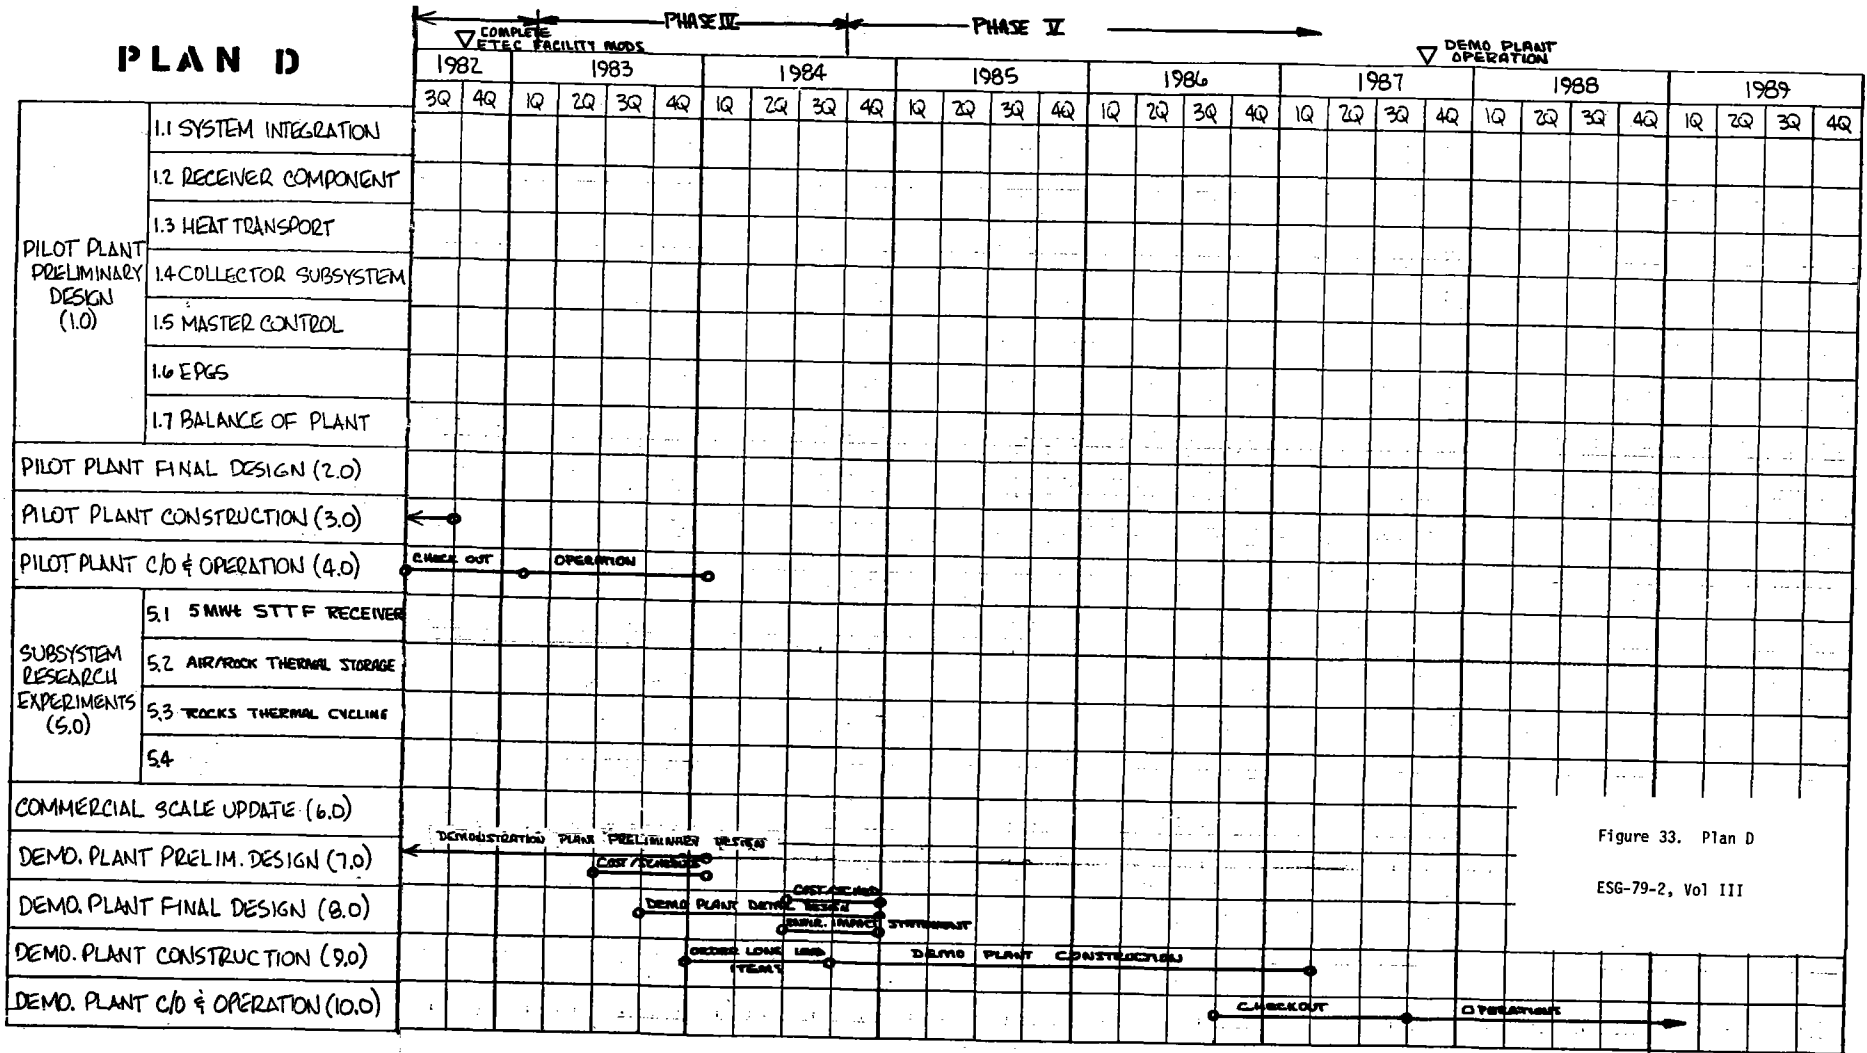 PHASE IV
PHASE V
COMPLETE
ETEC FACILITY MODS
DEMO PLANT
OPERATION
PLAN D
1982 1983 1984 1985 1986 1987 1988 1989
3Q 4Q 1Q 2Q 3Q 4Q 1Q 2Q 3Q 4Q 1Q 2Q 3Q 4Q 1Q 2Q 3Q 4Q 1Q 2Q 3Q 4Q 1Q 2Q 3Q 4Q 1Q 2Q 3Q 4Q
PILOT PLANT
PRELIMINARY
DESIGN
(1.0)
1.1 SYSTEM INTEGRATION
1.2 RECEIVER COMPONENT
1.3 HEAT TRANSPORT
1.4 COLLECTOR SUBSYSTEM
1.5 MASTER CONTROL
1.6 EPGS
1.7 BALANCE OF PLANT
PILOT PLANT FINAL DESIGN (2.0)
PILOT PLANT CONSTRUCTION (3.0)
PILOT PLANT C/O & OPERATION (4.0)
CHECK OUT
OPERATION
SUBSYSTEM
RESEARCH
EXPERIMENTS
(5.0)
5.1 5 MWt STTF RECEIVER
5.2 AIR/ROCK THERMAL STORAGE
5.3 ROCKS THERMAL CYCLING
5.4
COMMERCIAL SCALE UPDATE (6.0)
DEMO. PLANT PRELIM. DESIGN (7.0)
DEMONSTRATION PLANT PRELIMINARY DESIGN
COST/SCHEDULE
DEMO. PLANT FINAL DESIGN (8.0)
COST/SCHED
DEMO PLANT DETAIL DESIGN
ENVIR. IMPACT STATEMENT
DEMO. PLANT CONSTRUCTION (9.0)
ORDER LONG LEAD
ITEMS
DEMO PLANT CONSTRUCTION
DEMO. PLANT C/O & OPERATION (10.0)
CHECKOUT
OPERATIONS
Figure 33. Plan D
ESG-79-2, Vol III